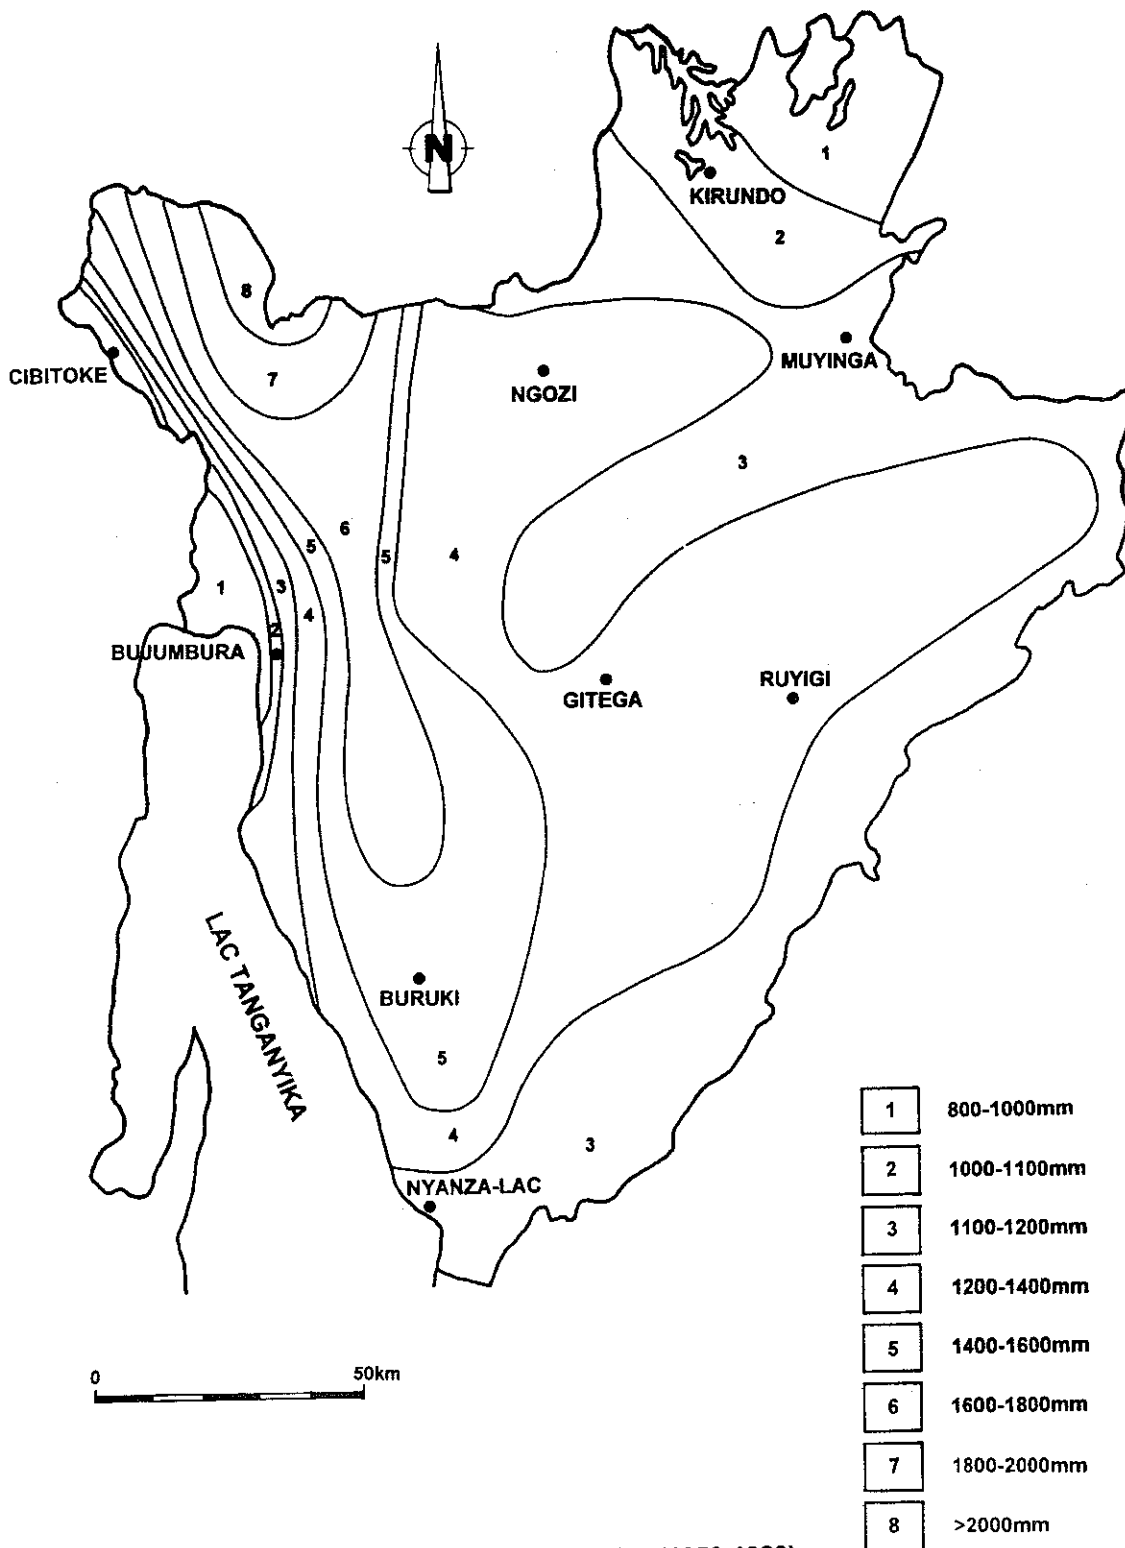 N
1
KIRUNDO
2
8
MUYINGA
CIBITOKE
7
NGOZI
3
6
5
5
4
1
3
4
2
BUJUMBURA
GITEGA
RUYIGI
LAC TANGANYIKA
BURUKI
5
4
3
NYANZA-LAC
0
50km
1 800-1000mm
2 1000-1100mm
3 1100-1200mm
4 1200-1400mm
5 1400-1600mm
6 1600-1800mm
7 1800-2000mm
8 >2000mm